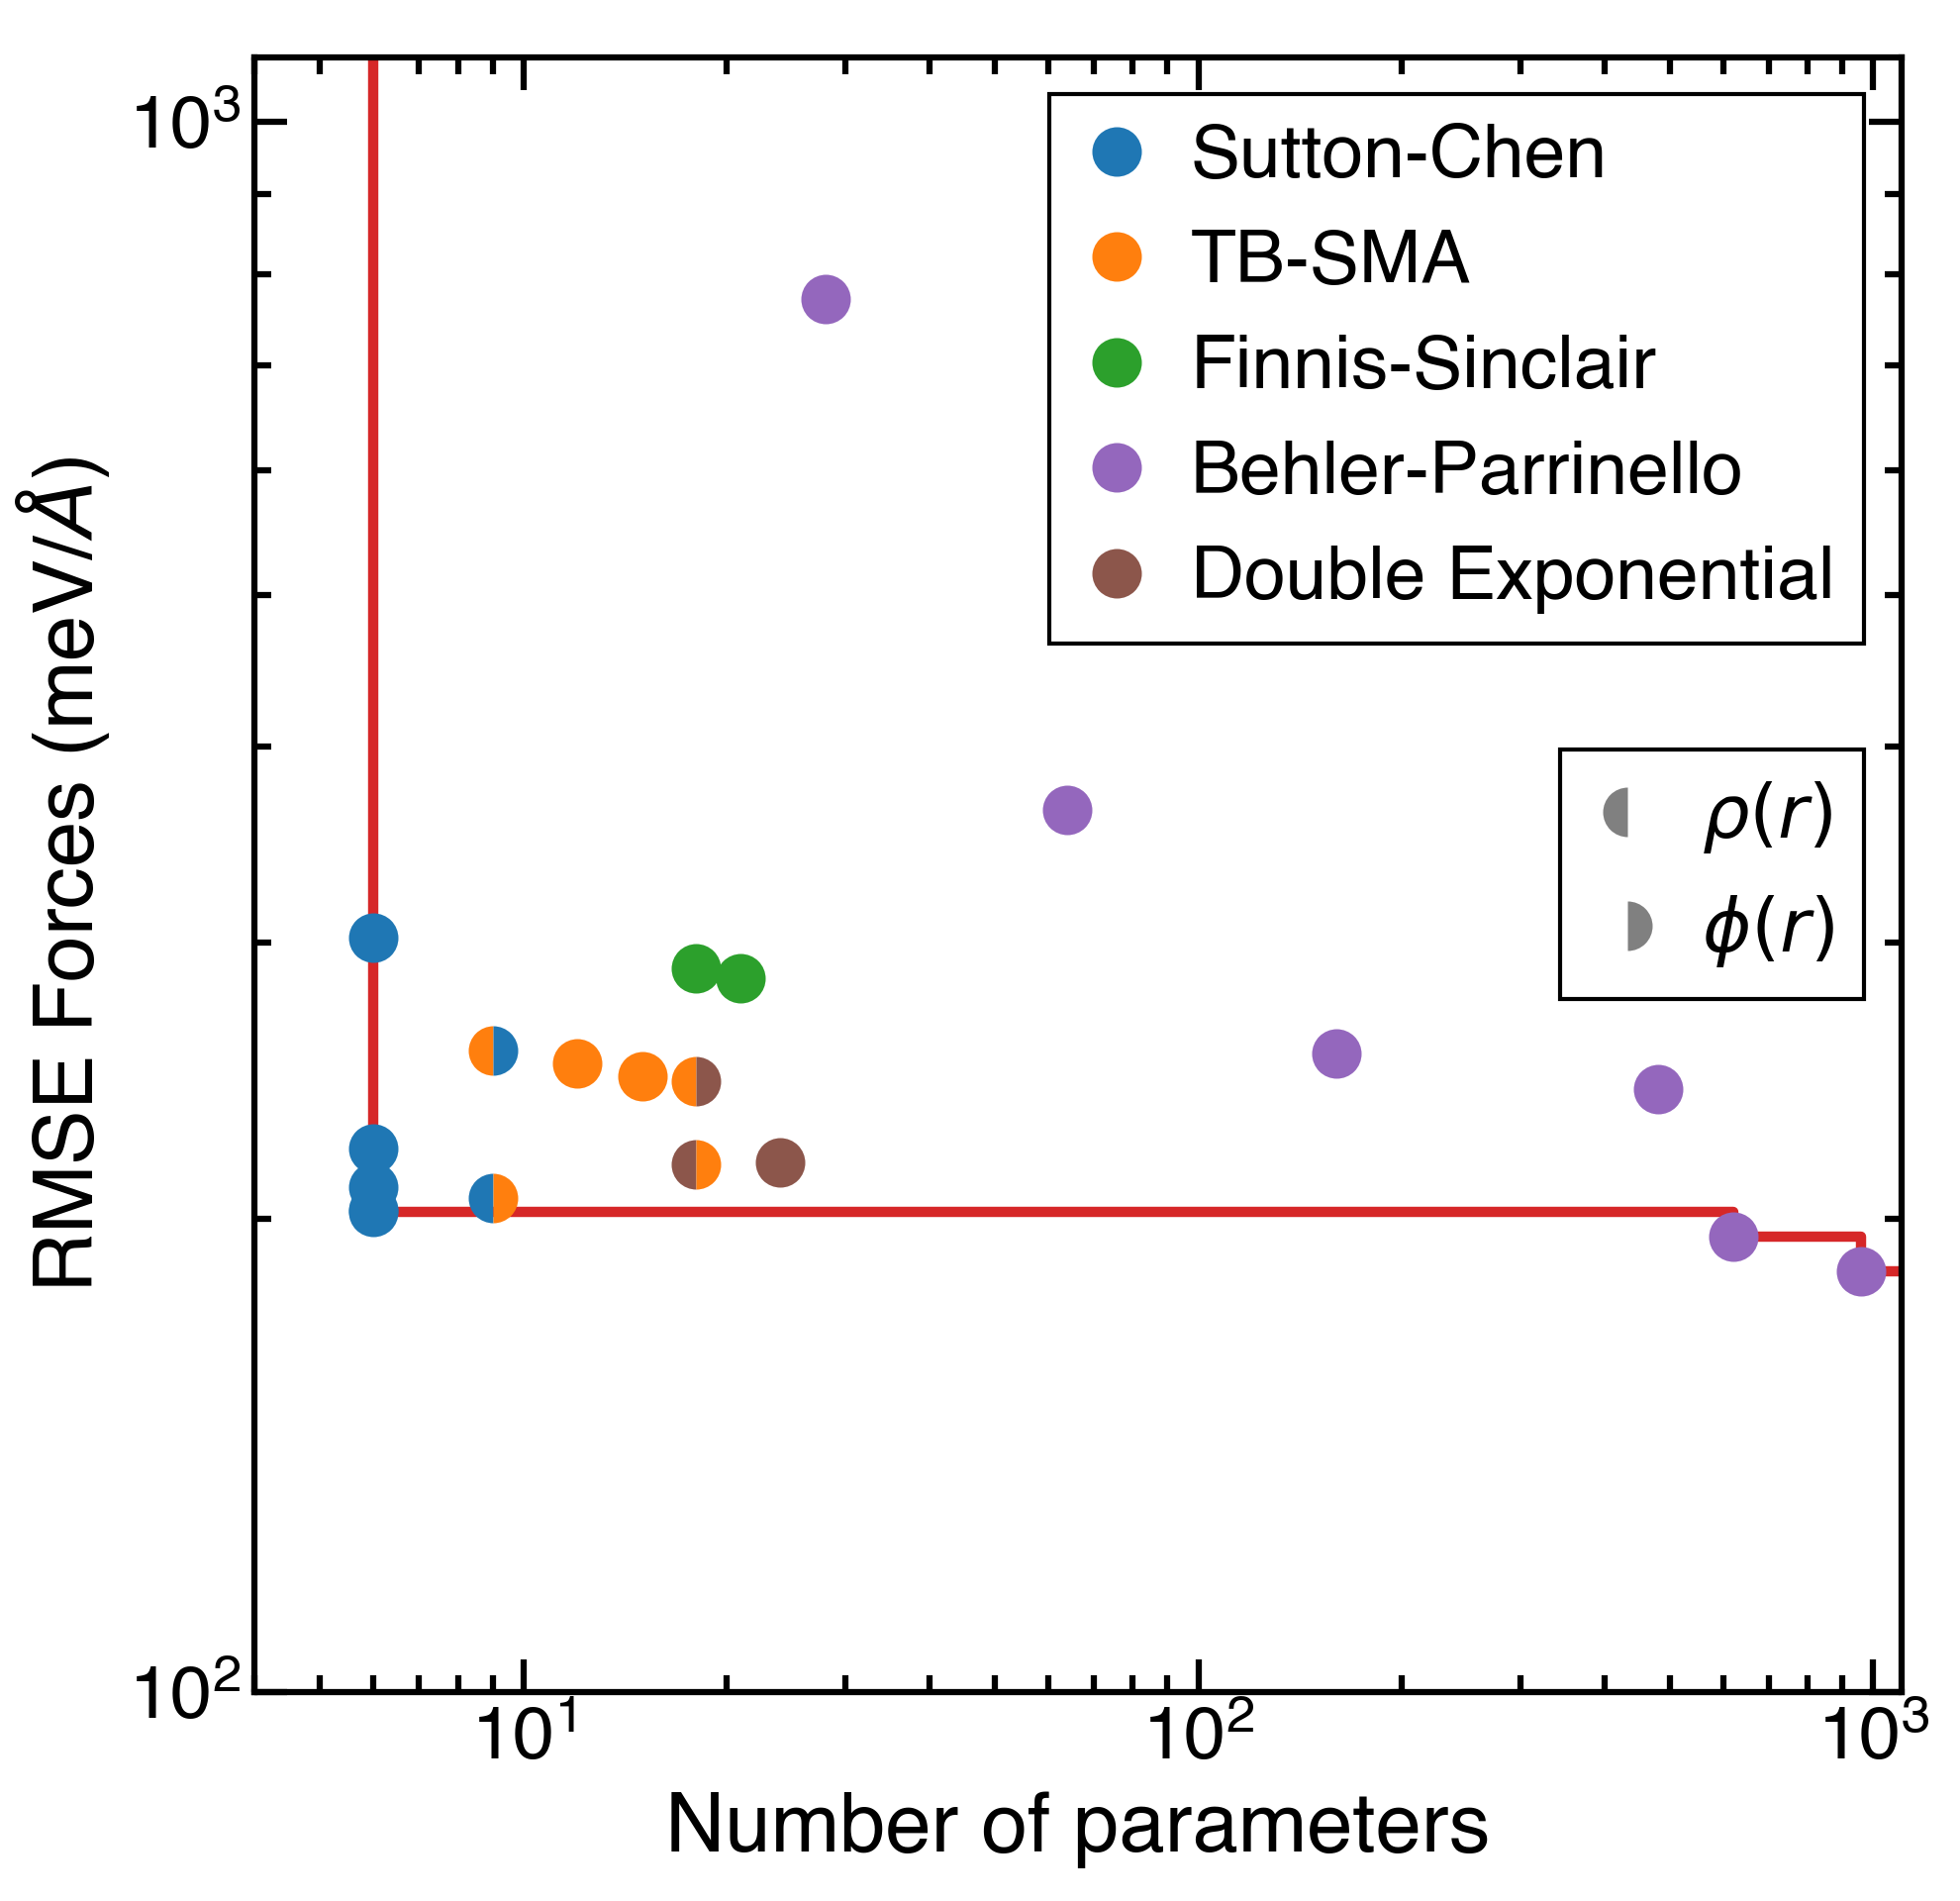 10³
10²
RMSE Forces (meV/Å)
Sutton-Chen
TB-SMA
Finnis-Sinclair
Behler-Parrinello
Double Exponential
ρ(r)
ϕ(r)
10¹
10²
10³
Number of parameters